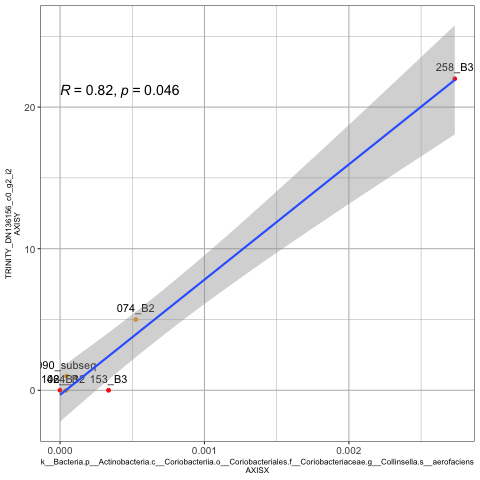 258_B3
R = 0.82, p = 0.046
20
10
074_B2
090_subseq
153_B3
0
0.000
0.001
0.002
k__Bacteria.p__Actinobacteria.c__Coriobacteriia.o__Coriobacteriales.f__Coriobacteriaceae.g__Collinsella.s__aerofaciens
AXISX
TRINITY_DN136156_c0_g2_i2
AXISY